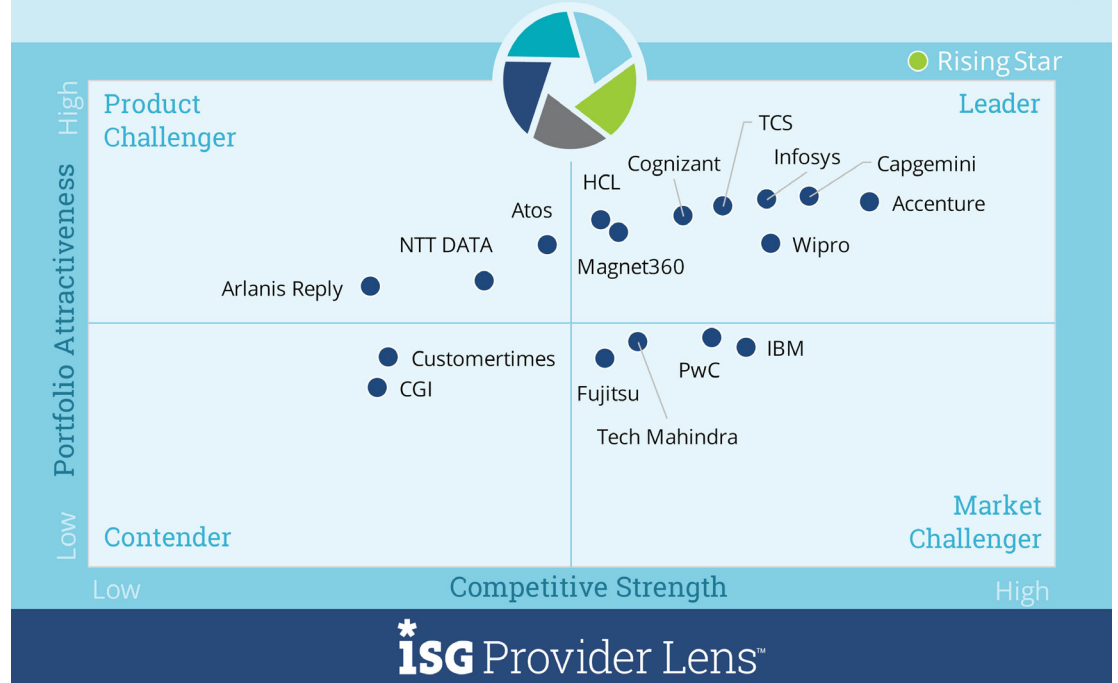 Rising Star
High
Product
Challenger
Leader
TCS
Cognizant
Infosys
Capgemini
HCL
Accenture
Atos
NTT DATA
Wipro
Magnet360
Arlanis Reply
Portfolio Attractiveness
Customertimes
IBM
PwC
CGI
Fujitsu
Tech Mahindra
Market
Challenger
Contender
Low
Low
Competitive Strength
High
*isg Provider Lens™